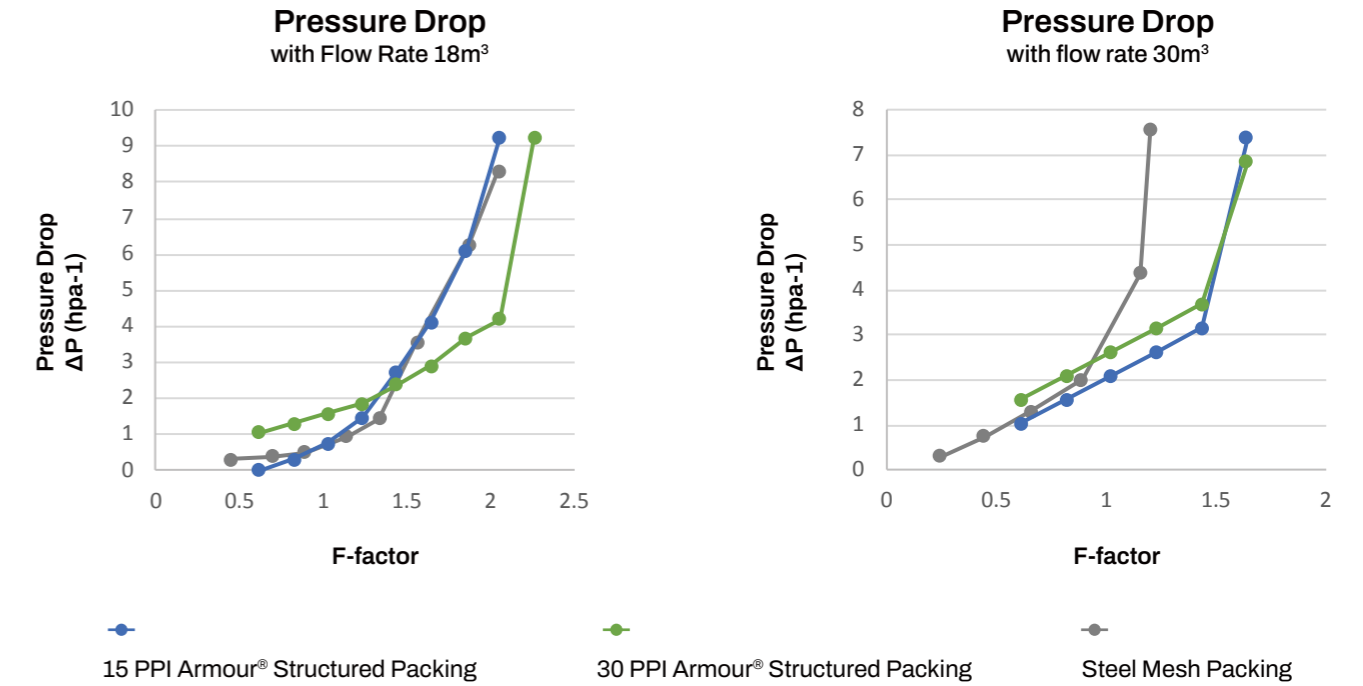 Pressure Drop
with Flow Rate 18m³
10
9
8
7
6
5
4
3
2
1
0
0 0.5 1 1.5 2 2.5
Pressure Drop
ΔP (hpa-1)
F-factor
Pressure Drop
with flow rate 30m³
8
7
6
5
4
3
2
1
0
0 0.5 1 1.5 2
Pressure Drop
ΔP (hpa-1)
F-factor
15 PPI Armour® Structured Packing
30 PPI Armour® Structured Packing
Steel Mesh Packing